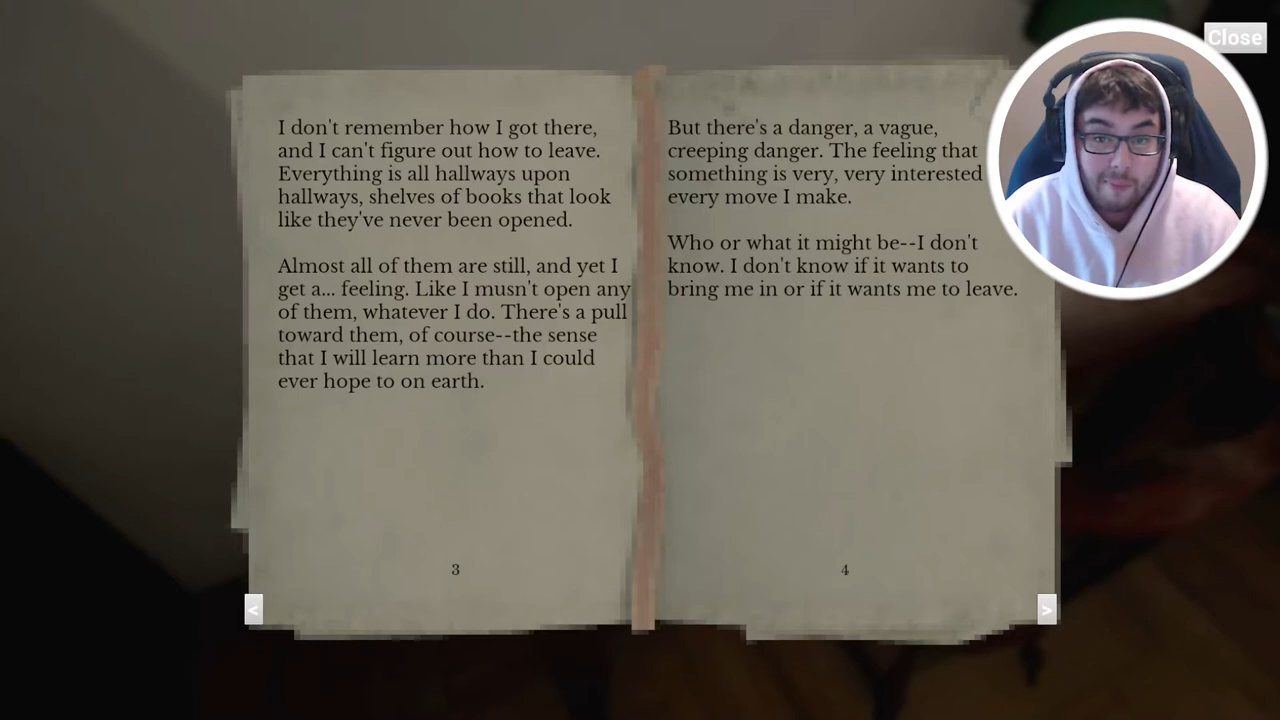 Close
I don't remember how I got there,
and I can't figure out how to leave.
Everything is all hallways upon
hallways, shelves of books that look
like they've never been opened.
Almost all of them are still, and yet I
get a... feeling. Like I musn't open any
of them, whatever I do. There's a pull
toward them, of course--the sense
that I will learn more than I could
ever hope to on earth.
3
But there's a danger, a vague,
creeping danger. The feeling that
something is very, very interested
every move I make.
Who or what it might be--I don't
know. I don't know if it wants to
bring me in or if it wants me to leave.
4
<
>